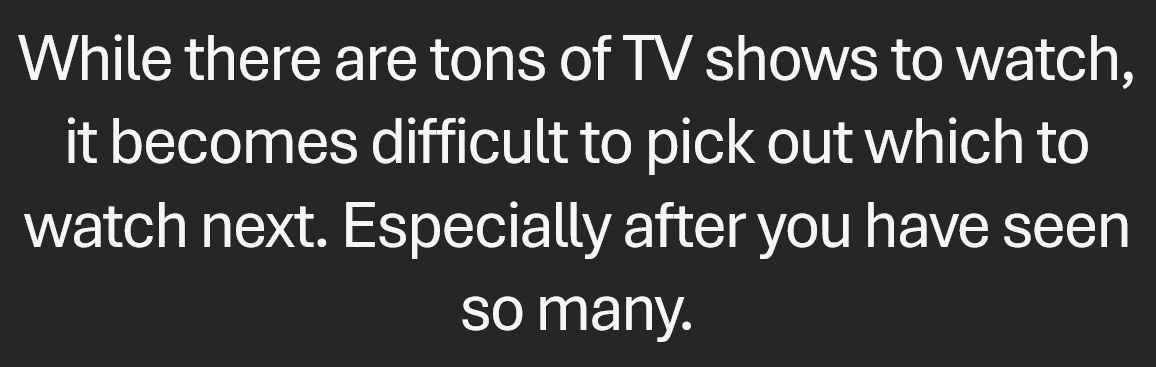 While there are tons of TV shows to watch,
it becomes difficult to pick out which to
watch next. Especially after you have seen
so many.